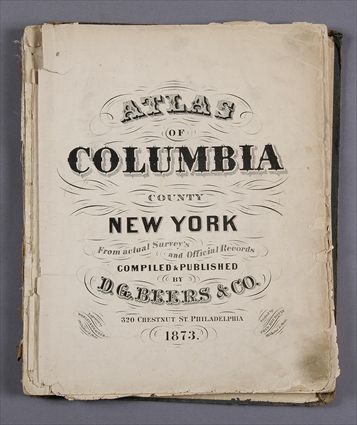 ATLAS
OF
COLUMBIA
COUNTY
NEW YORK
From actual Survey's
and Official Records
COMPILED & PUBLISHED
BY
D. G. BEERS & CO.
320 CHESTNUT ST. PHILADELPHIA
1873.